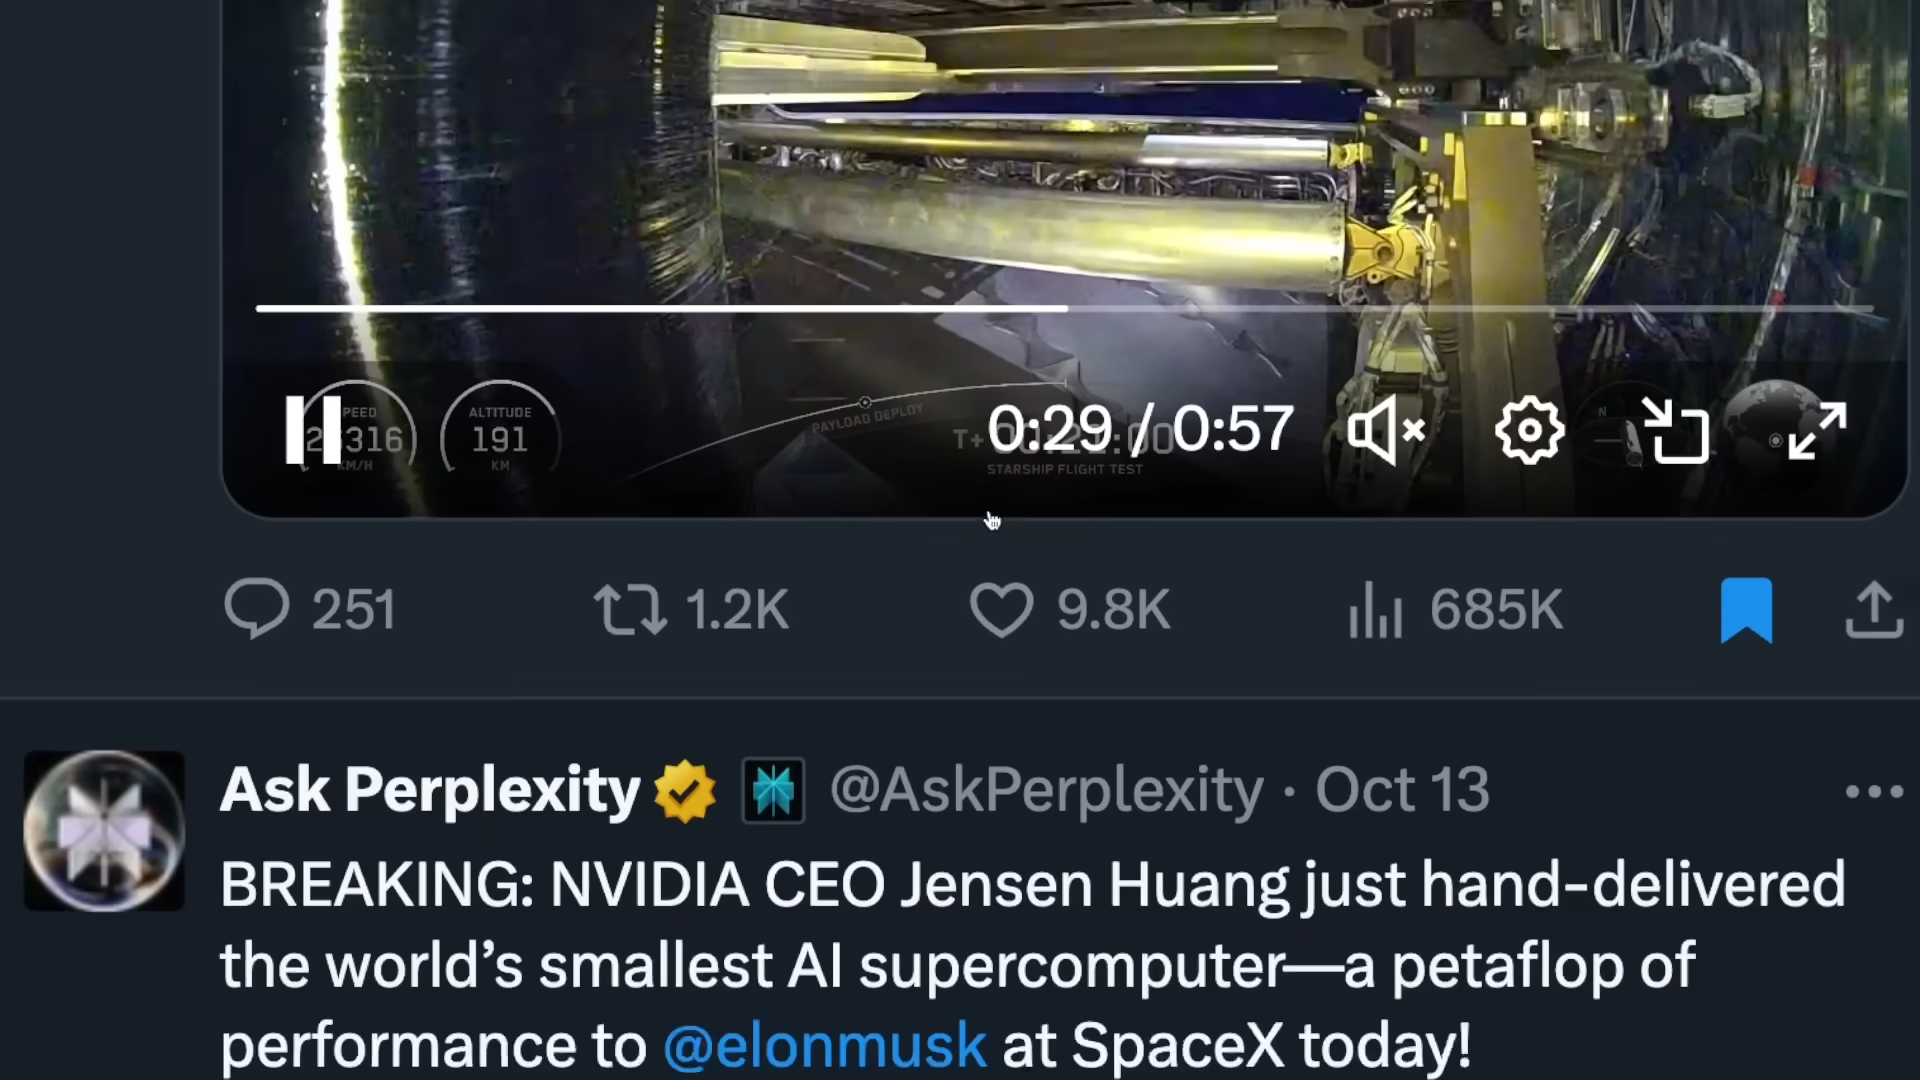 SPEED
316
KM/H
ALTITUDE
191
KM
PAYLOAD DEPLOY
T+
STARSHIP FLIGHT TEST
N
0:29 / 0:57
251
1.2K
9.8K
685K
Ask Perplexity @AskPerplexity · Oct 13
BREAKING: NVIDIA CEO Jensen Huang just hand-delivered
the world’s smallest AI supercomputer—a petaflop of
performance to @elonmusk at SpaceX today!